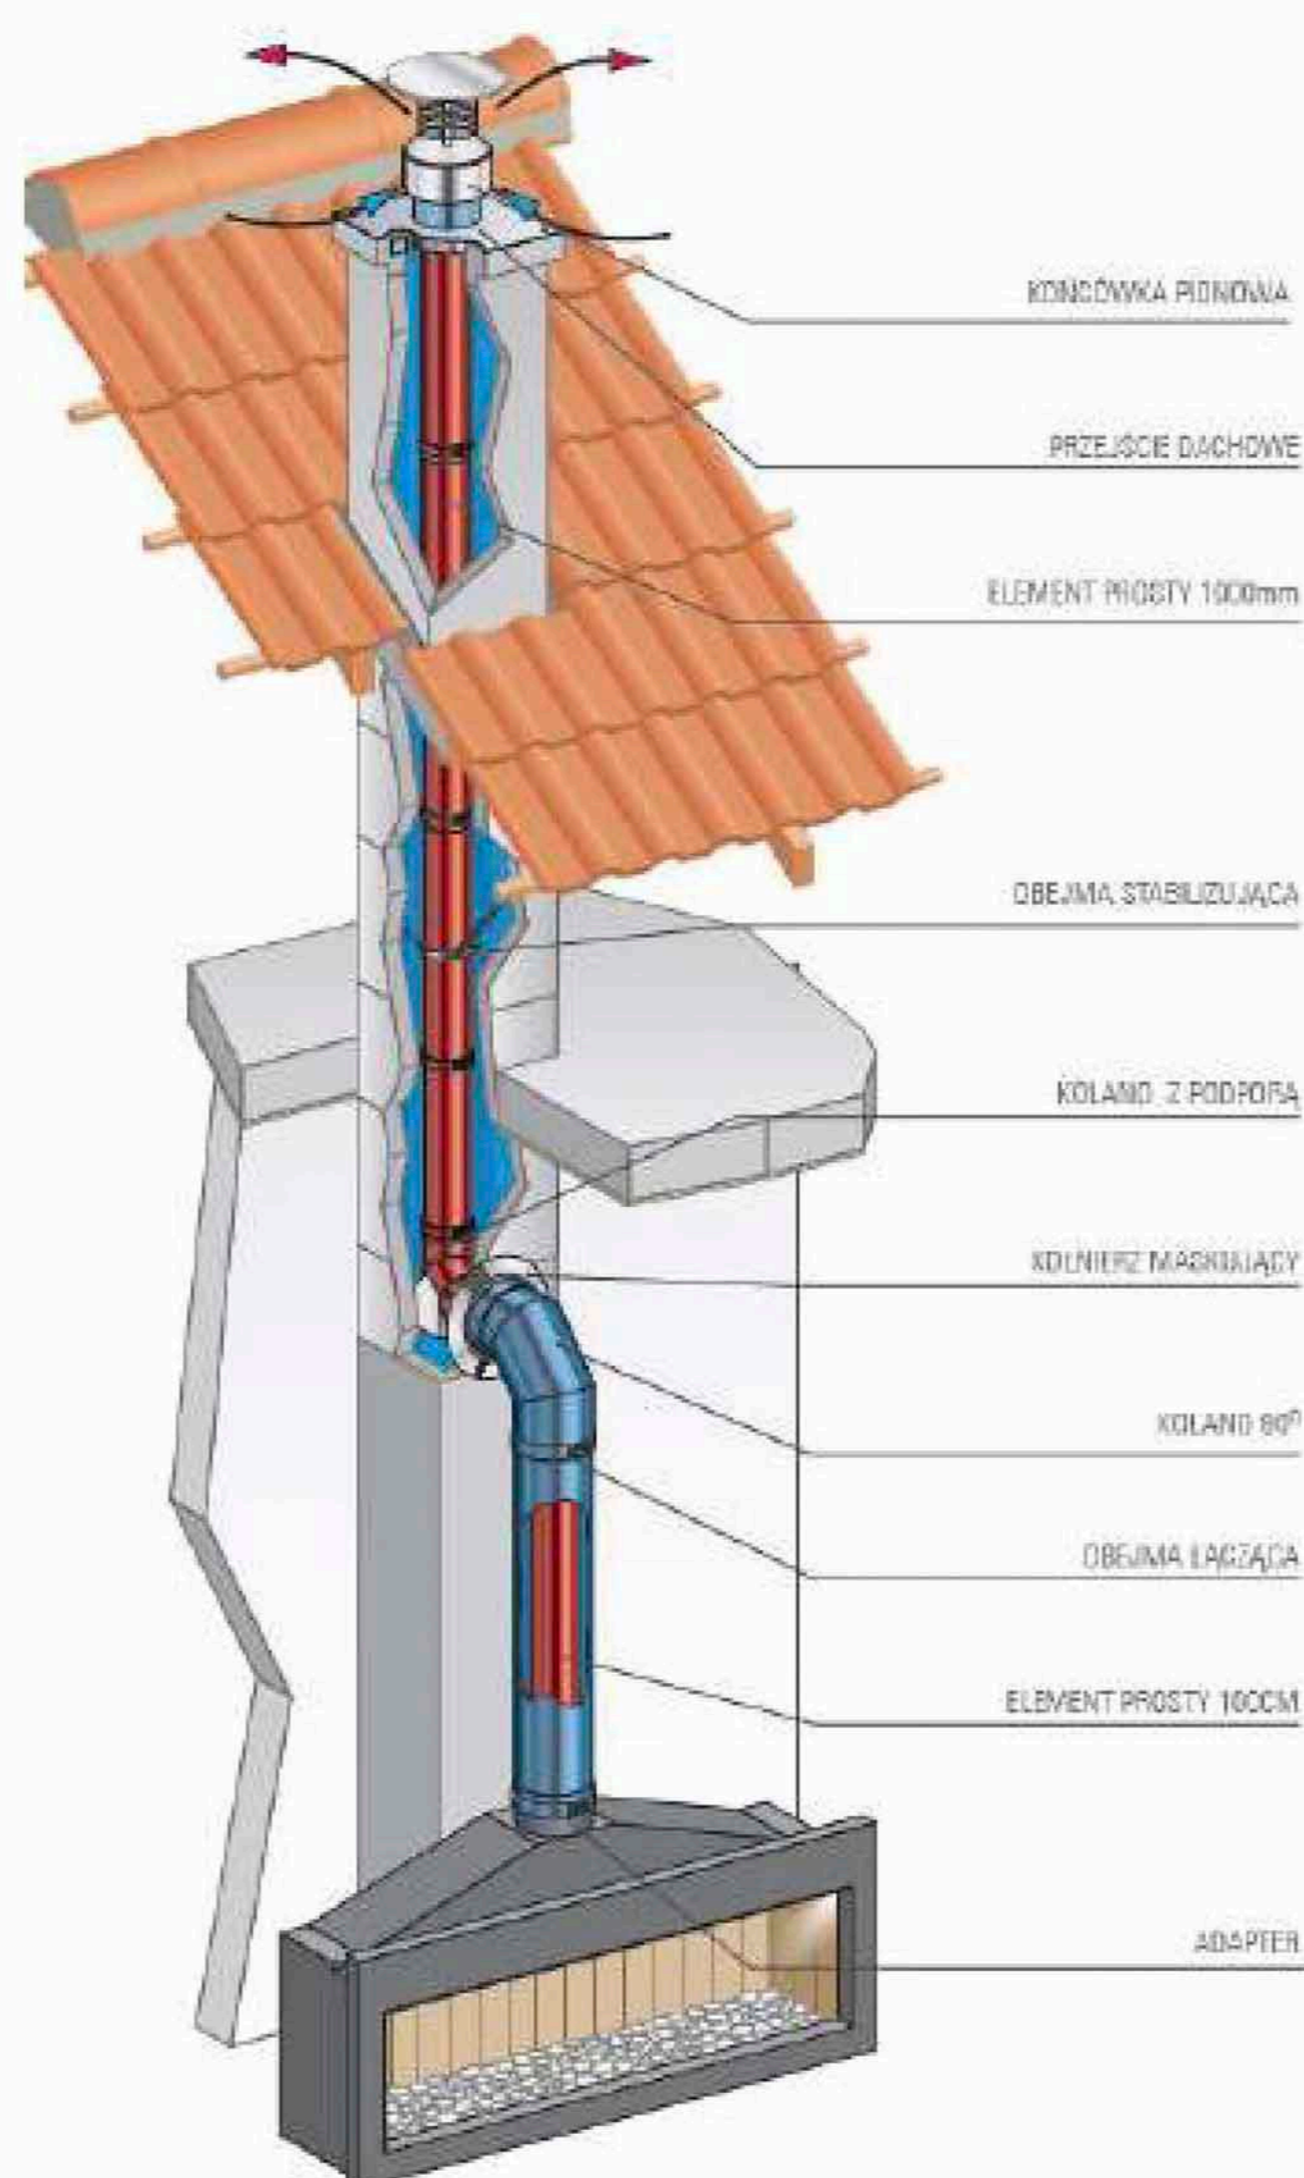 KOŃCÓWKA PIONOWA
PRZEJŚCIE DACHOWE
ELEMENT PROSTY 1000mm
OBEJMA STABILIZUJĄCA
KOLANO Z PODPORĄ
KOŁNIERZ MASKUJĄCY
KOLANO
OBEJMA ŁĄCZĄCA
ELEMENT PROSTY 100CM
ADAPTER